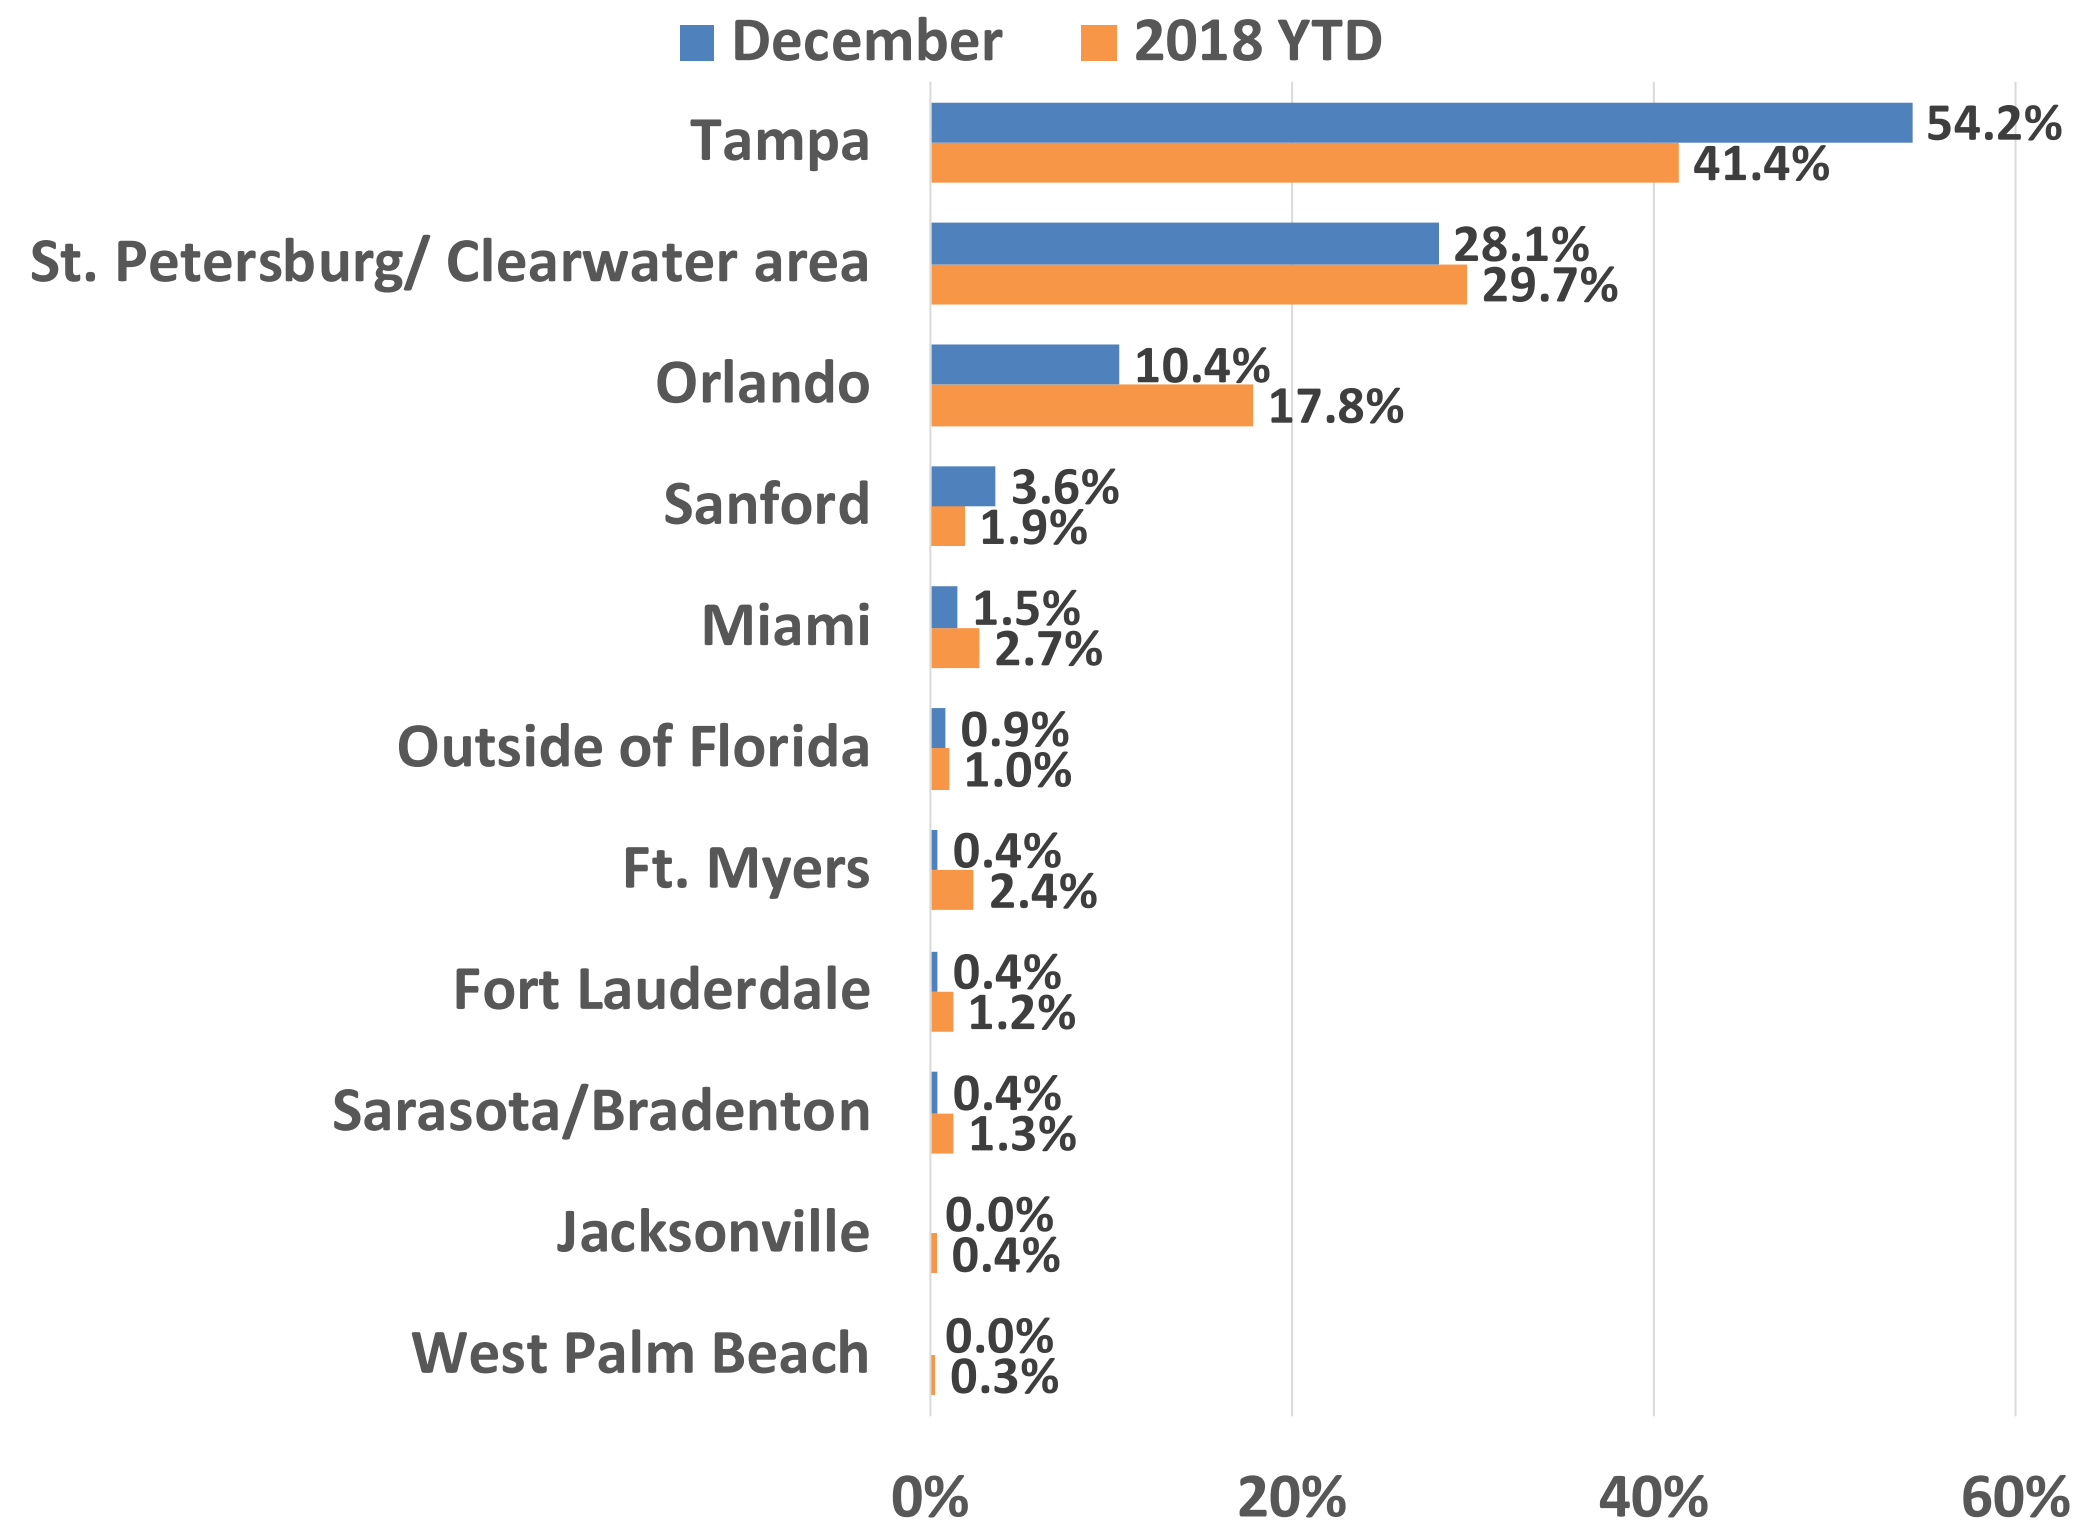 December 2018 YTD
Tampa
54.2%
41.4%
St. Petersburg/ Clearwater area
28.1%
29.7%
Orlando
10.4%
17.8%
Sanford
3.6%
1.9%
Miami
1.5%
2.7%
Outside of Florida
0.9%
1.0%
Ft. Myers
0.4%
2.4%
Fort Lauderdale
0.4%
1.2%
Sarasota/Bradenton
0.4%
1.3%
Jacksonville
0.0%
0.4%
West Palm Beach
0.0%
0.3%
0% 20% 40% 60%